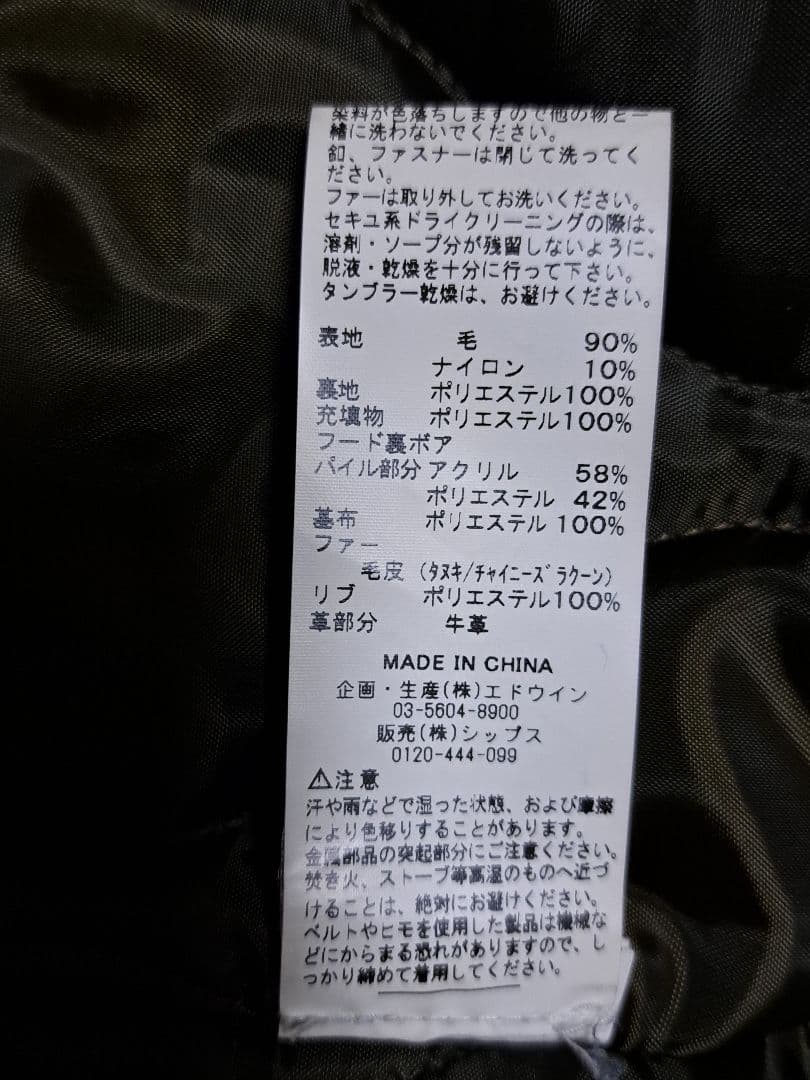 染料が色落ちしますので他の物と一
緒に洗わないでください。
釦、ファスナーは閉じて洗ってく
ださい。
ファーは取り外してお洗いください。
セキユ系ドライクリーニングの際は、
溶剤・ソープ分が残留しないように、
脱液・乾燥を十分に行って下さい。
タンブラー乾燥は、お避けください。
表地 毛 90%
ナイロン 10%
裏地 ポリエステル100%
充填物 ポリエステル100%
フード裏ボア
パイル部分 アクリル 58%
ポリエステル 42%
基布 ポリエステル 100%
ファー
毛皮 (タヌキ/チャイニーズラクーン)
リブ ポリエステル100%
革部分 牛革
MADE IN CHINA
企画・生産(株)エドウイン
03-5604-8900
販売(株)シップス
0120-444-099
⚠注意
汗や雨などで湿った状態、および摩擦
により色移りすることがあります。
金属部品の突起部分にご注意ください。
焚き火、ストーブ等高温のものへ近づ
けることは、絶対にお避けください。
ベルトやヒモを使用した製品は機械な
どにからまる恐れがありますので、し
っかり締めて着用してください。